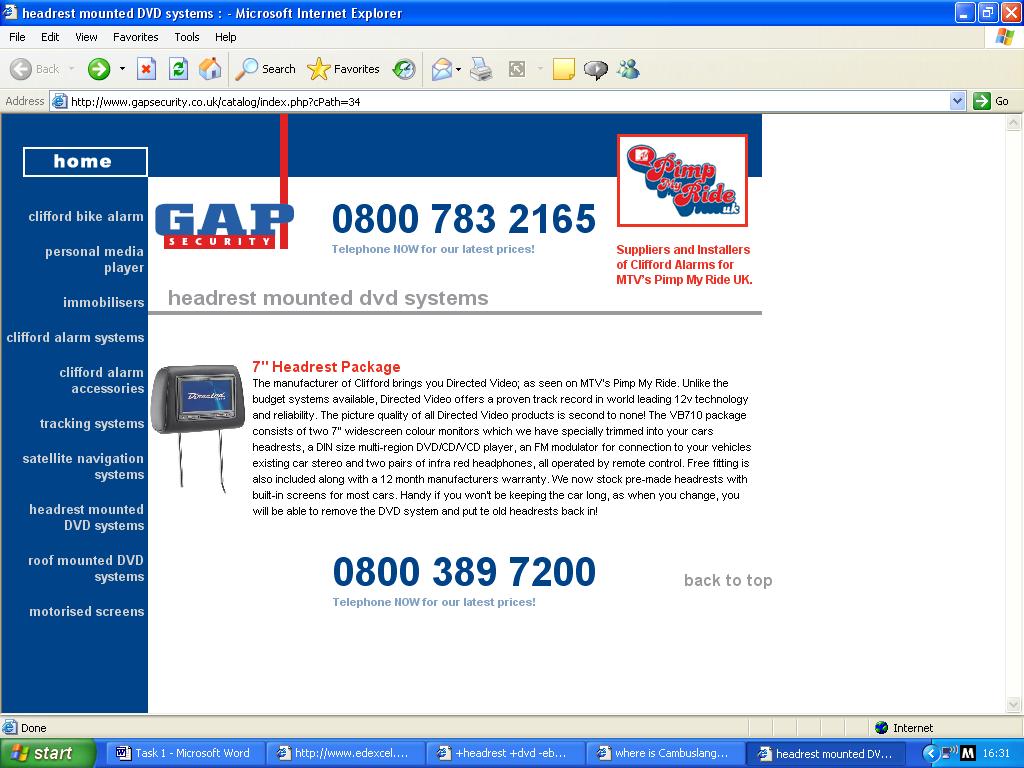 headrest mounted DVD systems : - Microsoft Internet Explorer
File Edit View Favorites Tools Help
Back Search Favorites
Address http://www.gapsecurity.co.uk/catalog/index.php?cPath=34 Go
home
clifford bike alarm
personal media
player
immobilisers
clifford alarm systems
clifford alarm
accessories
tracking systems
satellite navigation
systems
headrest mounted
DVD systems
roof mounted DVD
systems
motorised screens
GAP
SECURITY
0800 783 2165
Telephone NOW for our latest prices!
Pimp
My
Ride
uk
Suppliers and Installers
of Clifford Alarms for
MTV's Pimp My Ride UK.
headrest mounted dvd systems
Directed
7" Headrest Package
The manufacturer of Clifford brings you Directed Video; as seen on MTV's Pimp My Ride. Unlike the
budget systems available, Directed Video offers a proven track record in world leading 12v technology
and reliability. The picture quality of all Directed Video products is second to none! The VB710 package
consists of two 7" widescreen colour monitors which we have specially trimmed into your cars
headrests, a DIN size multi-region DVD/CD/VCD player, an FM modulator for connection to your vehicles
existing car stereo and two pairs of infra red headphones, all operated by remote control. Free fitting is
also included along with a 12 month manufacturers warranty. We now stock pre-made headrests with
built-in screens for most cars. Handy if you won't be keeping the car long, as when you change, you
will be able to remove the DVD system and put te old headrests back in!
0800 389 7200
Telephone NOW for our latest prices!
back to top
Done Internet
start Task 1 - Microsoft Word http://www.edexcel.... +headrest +dvd -eb... where is Cambuslang... headrest mounted DV... M 16:31